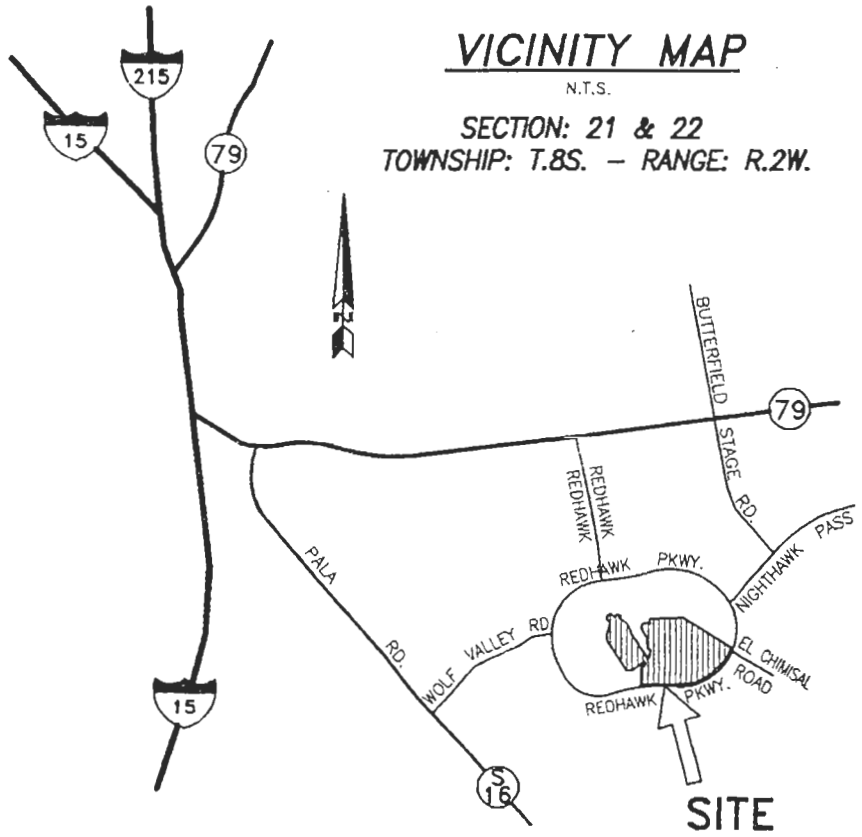 VICINITY MAP
N.T.S.
SECTION: 21 & 22
TOWNSHIP: T.8S. – RANGE: R.2W.
215
15
79
N
BUTTERFIELD STAGE RD.
79
REDHAWK
REDHAWK
NIGHTHAWK PASS
PALA RD.
REDHAWK PKWY.
WOLF VALLEY RD
EL CHIMISAL
ROAD
REDHAWK PKWY.
15
S
16
SITE